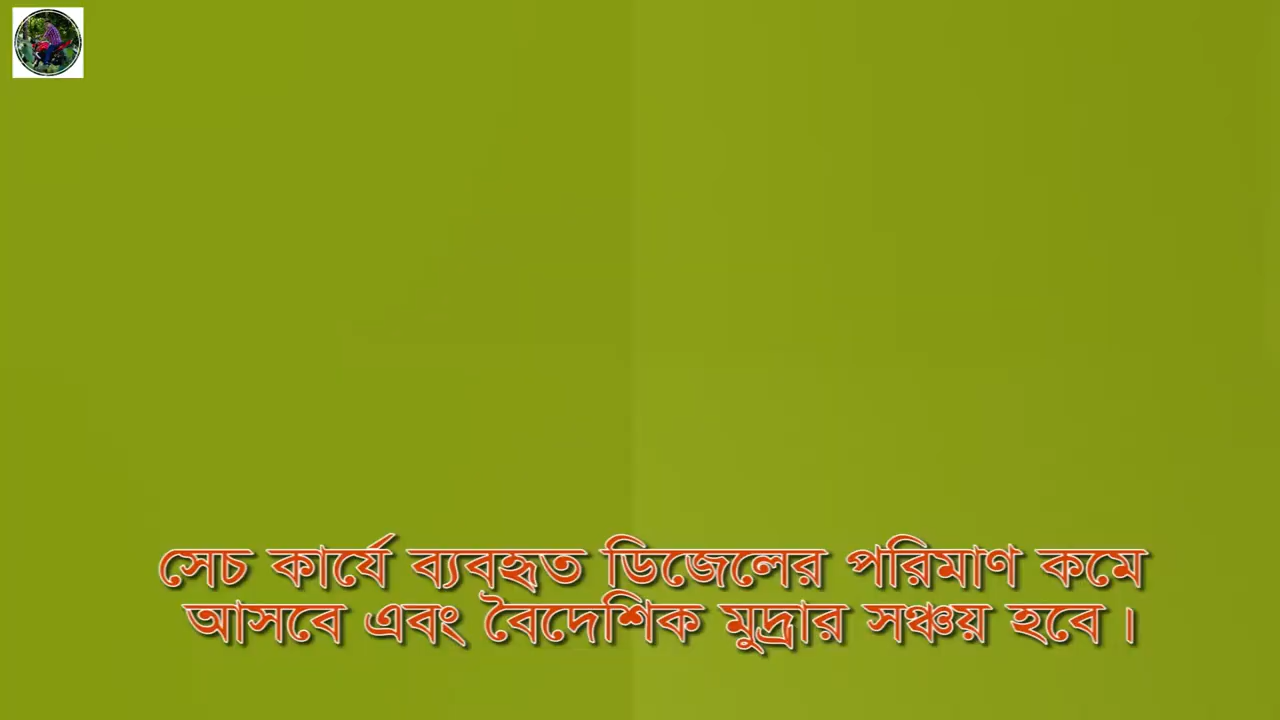 সেচ কার্যে ব্যবহৃত ডিজেলের পরিমাণ কমে
আসবে এবং বৈদেশিক মুদ্রার সঞ্চয় হবে।